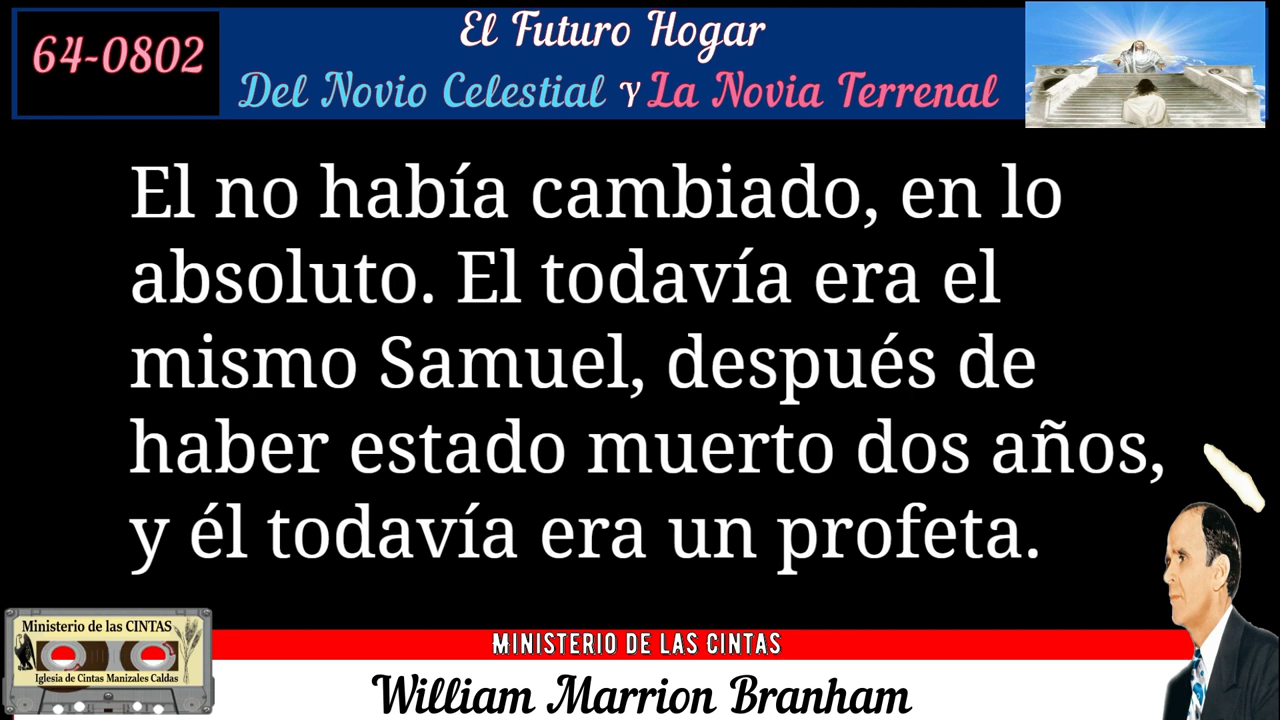 64-0802
El Futuro Hogar
Del Novio Celestial Y La Novia Terrenal
El no había cambiado, en lo
absoluto. El todavía era el
mismo Samuel, después de
haber estado muerto dos años,
y él todavía era un profeta.
Ministerio de las CINTAS
Iglesia de Cintas Manizales Caldas
MINISTERIO DE LAS CINTAS
William Marrion Branham